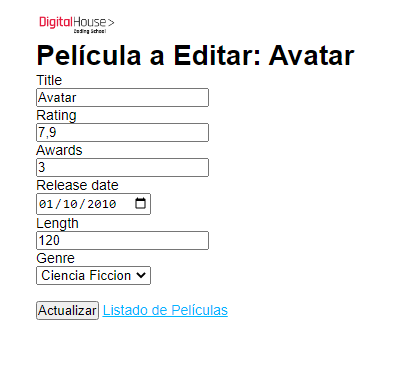 DigitalHouse>
Coding School
Película a Editar: Avatar
Title
Avatar
Rating
7,9
Awards
3
Release date
01/10/2010
Length
120
Genre
Ciencia Ficcion
Actualizar Listado de Películas